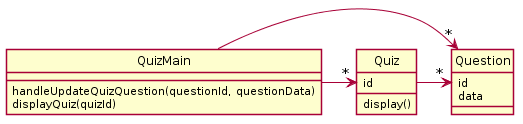 QuizMain
handleUpdateQuizQuestion(questionId, questionData)
displayQuiz(quizId)
*
Quiz
id
display()
*
*
Question
id
data